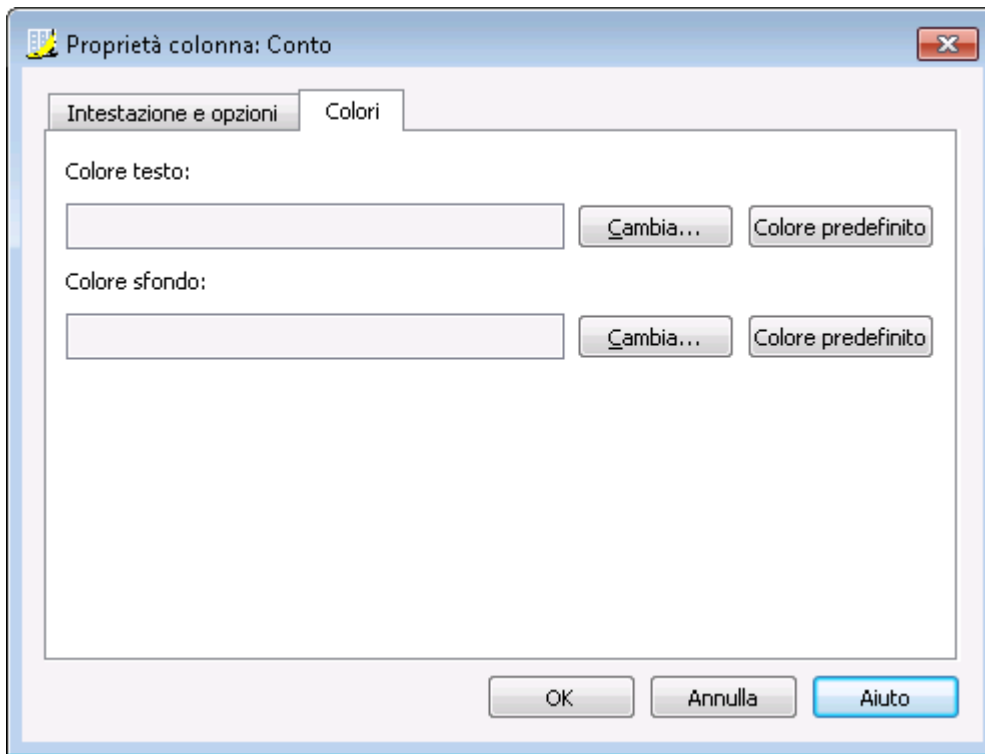 Proprietà colonna: Conto
Intestazione e opzioni Colori
Colore testo:
Cambia... Colore predefinito
Colore sfondo:
Cambia... Colore predefinito
OK Annulla Aiuto